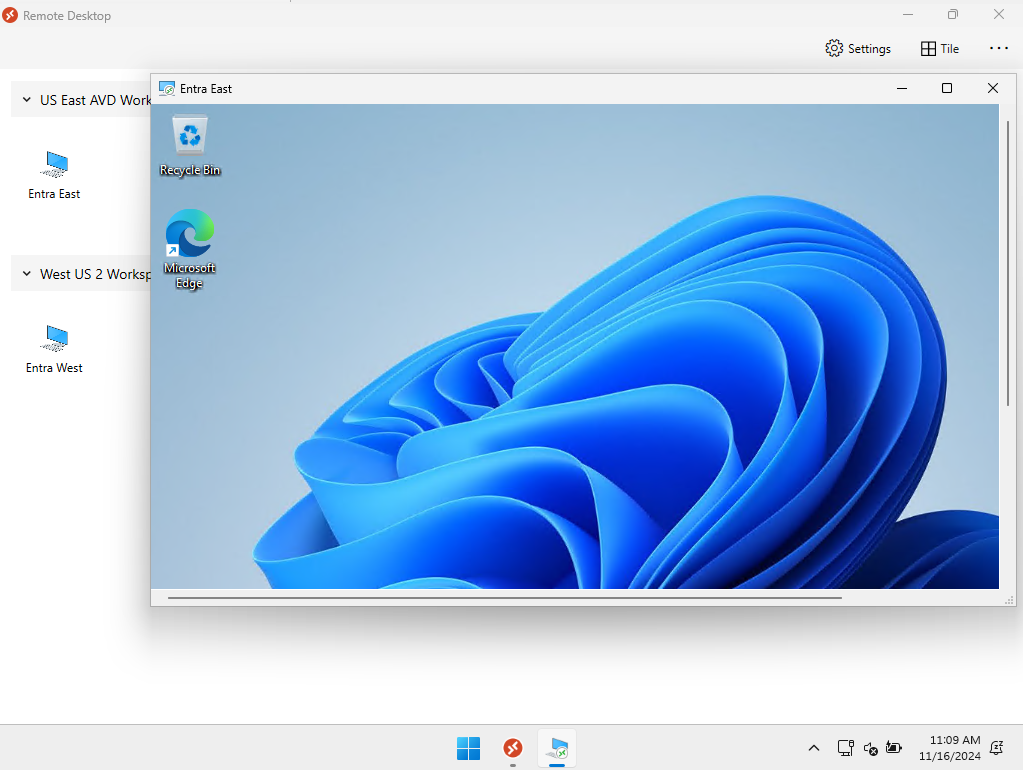 Remote Desktop
Settings
Tile
US East AVD Work
Entra East
West US 2 Worksp
Entra West
Entra East
Recycle Bin
Microsoft
Edge
11:09 AM
11/16/2024